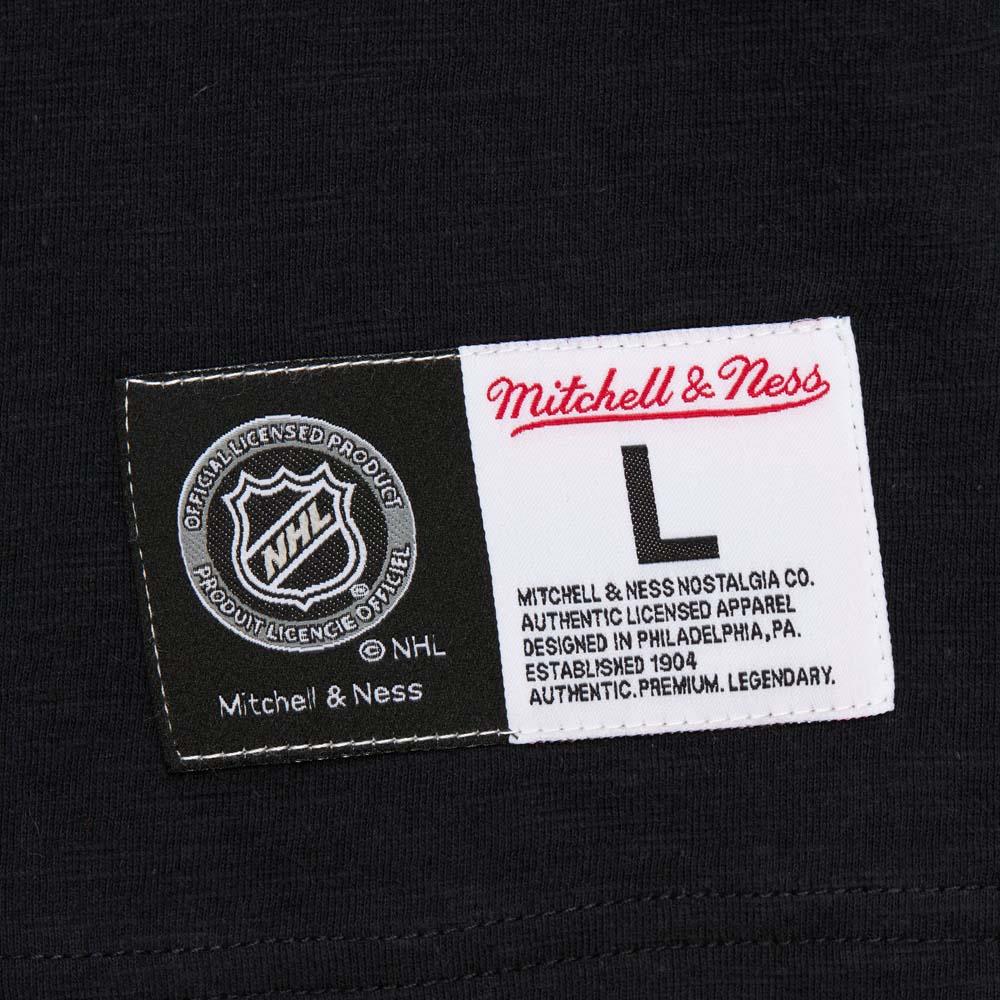 OFFICIAL LICENSED PRODUCT
NHL
®
PRODUIT LICENCIE OFFICIEL
© NHL
Mitchell & Ness
Mitchell & Ness
L
MITCHELL & NESS NOSTALGIA CO.
AUTHENTIC LICENSED APPAREL
DESIGNED IN PHILADELPHIA, PA.
ESTABLISHED 1904
AUTHENTIC. PREMIUM. LEGENDARY.